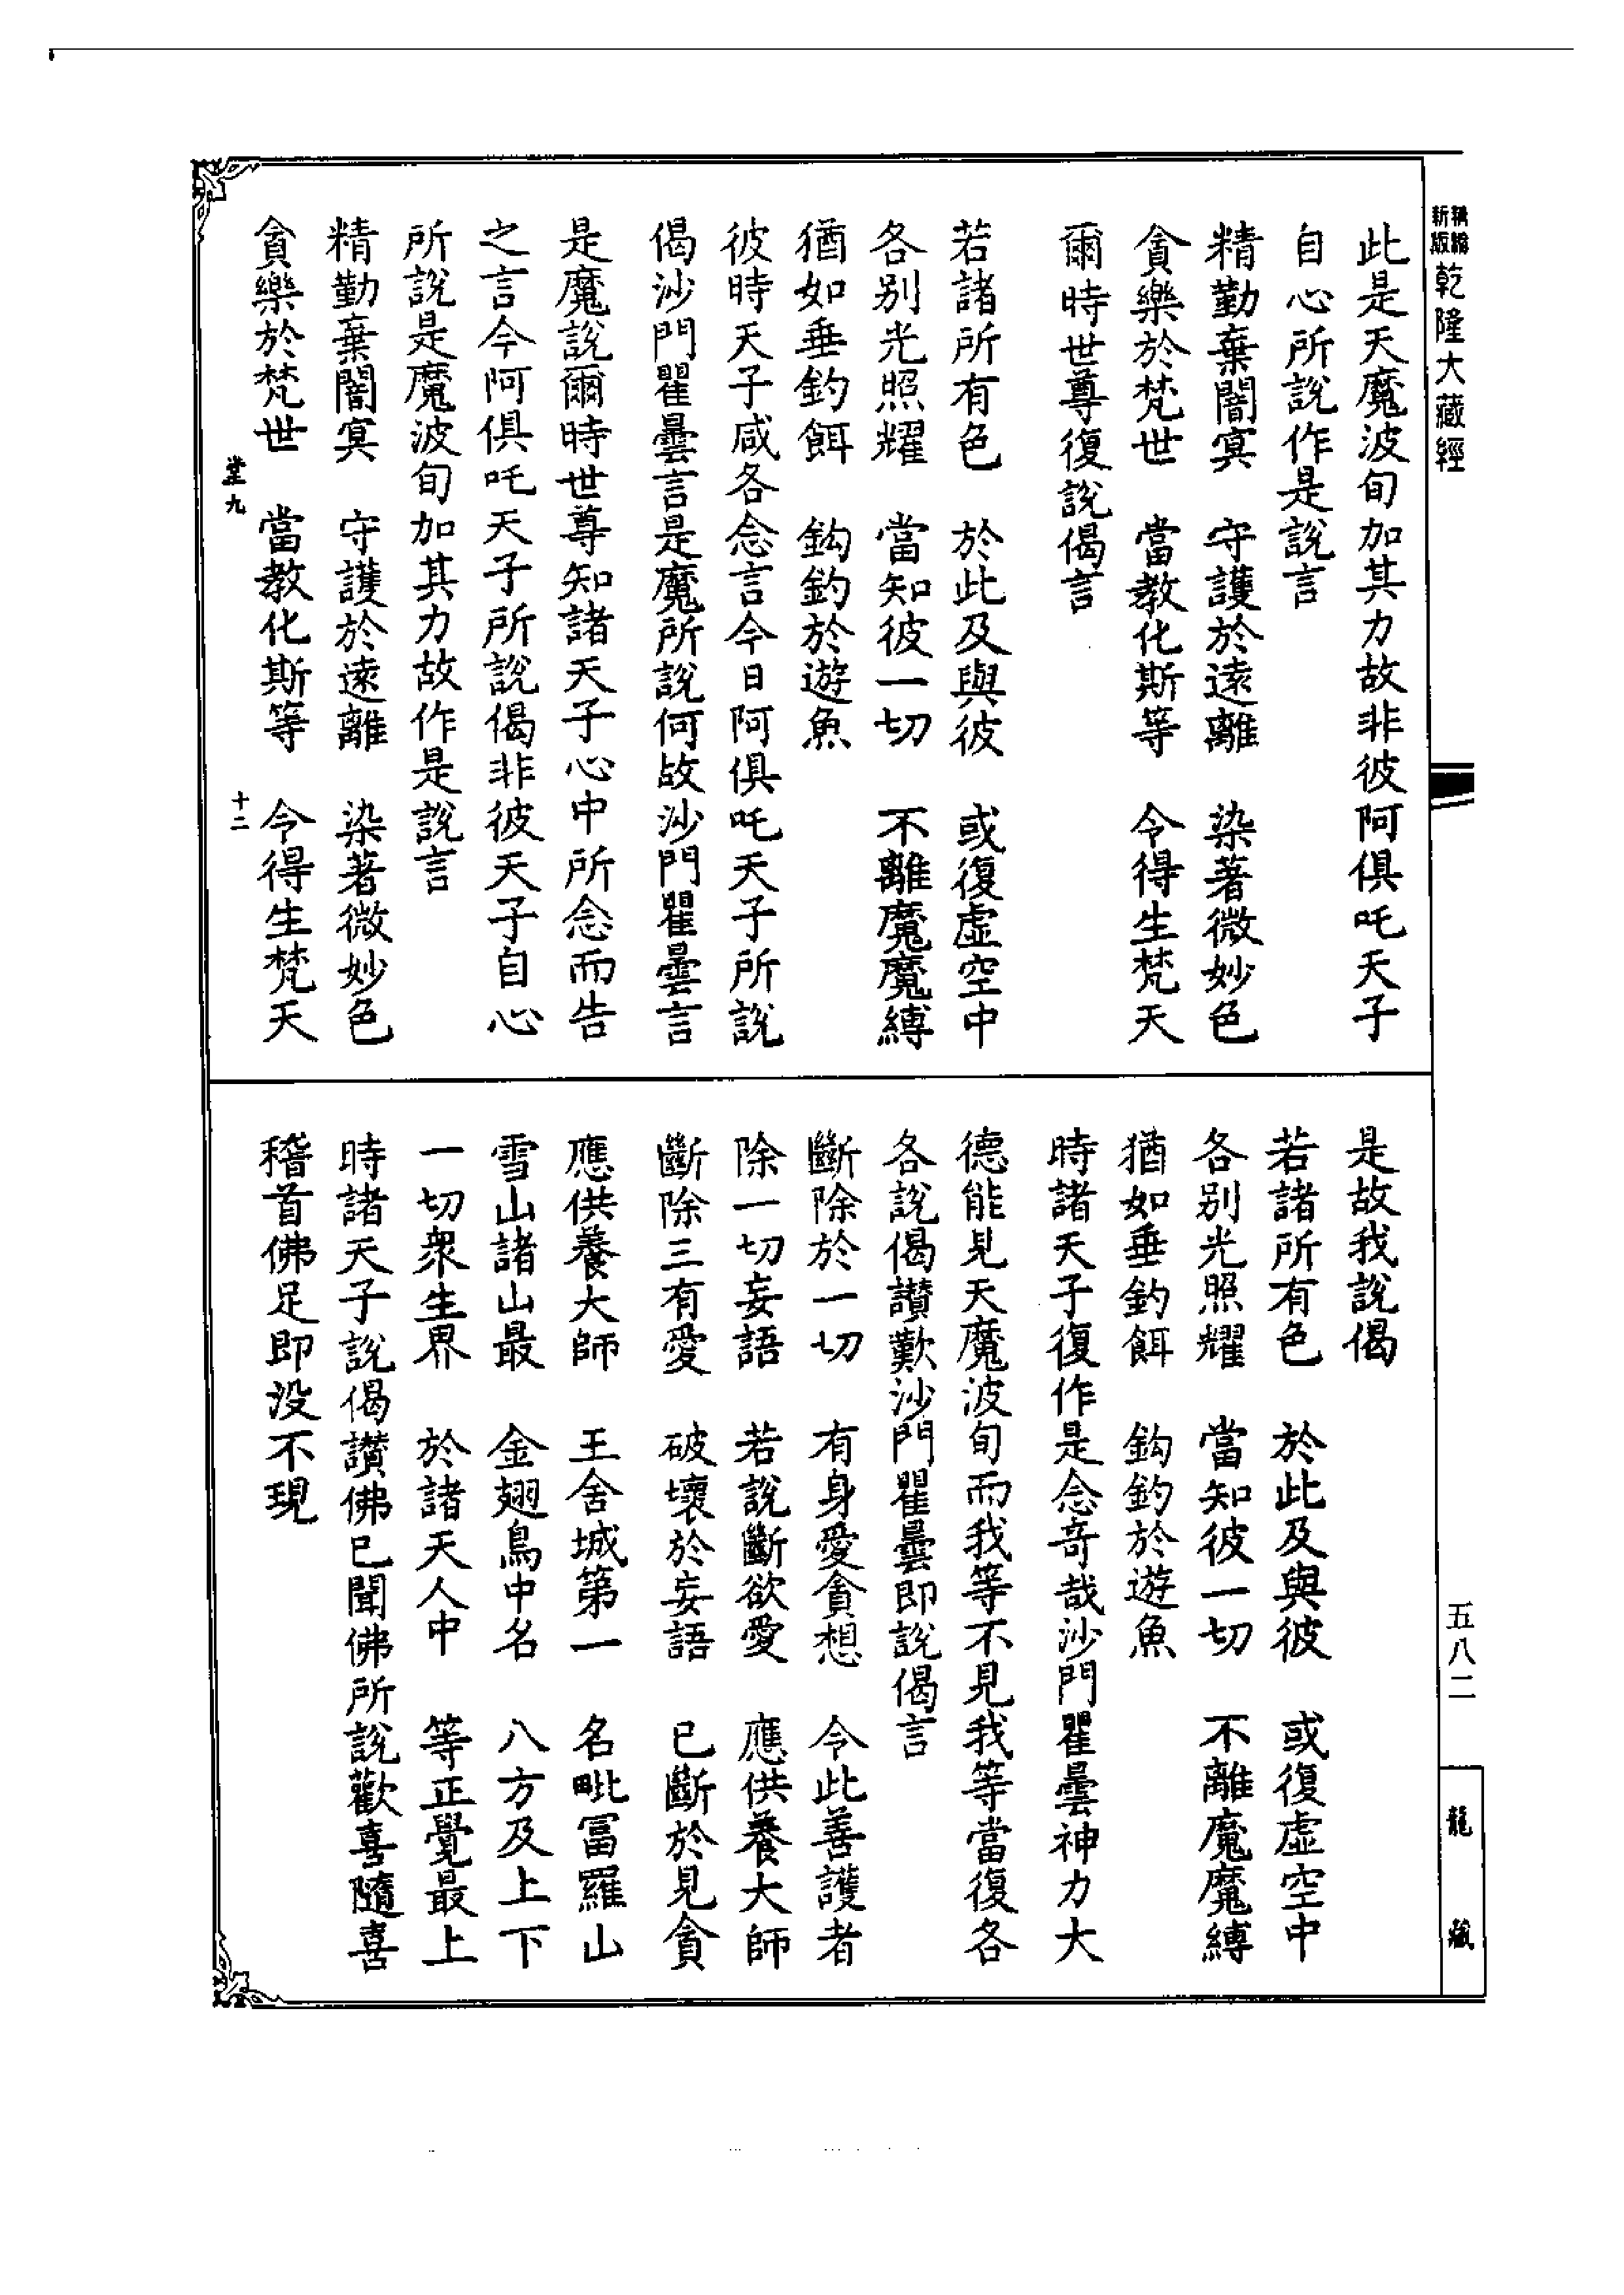 新版
精縮
乾隆大藏經
此是天魔波旬加其力故非彼阿俱吒天子
自心所説作是説言
精勤棄闇冥　守護於遠離　染著微妙色
貪樂於梵世　當教化斯等　令得生梵天
爾時世尊復説偈言
若諸所有色　於此及與彼　或復虛空中
各別光照耀　當知彼一切　不離魔魔縛
猶如垂釣餌　鈎釣於遊魚
彼時天子咸各念言今日阿俱吒天子所説
偈沙門瞿曇言是魔所説何故沙門瞿曇言
是魔説爾時世尊知諸天子心中所念而告
之言今阿俱吒天子所説偈非彼天子自心
所説是魔波旬加其力故作是説言
精勤棄闇冥　守護於遠離　染著微妙色
貪樂於梵世　當教化斯等　令得生梵天
堂九　十二
是故我説偈
若諸所有色　於此及與彼　或復虛空中
各別光照耀　當知彼一切　不離魔魔縛
猶如垂釣餌　鈎釣於遊魚
時諸天子復作是念奇哉沙門瞿曇神力大
德能見天魔波旬而我等不見我等當復各
各説偈讃歎沙門瞿曇即説偈言
斷除於一切　有身愛貪想　令此善護者
除一切妄語　若説斷欲愛　應供養大師
斷除三有愛　破壞於妄語　已斷於見貪
應供養大師　王舍城第一　名毗富羅山
雪山諸山最　金翅鳥中名　八方及上下
一切衆生界　於諸天人中　等正覺最上
時諸天子説偈讃佛已聞佛所説歡喜隨喜
稽首佛足即没不現
五八二
龍藏